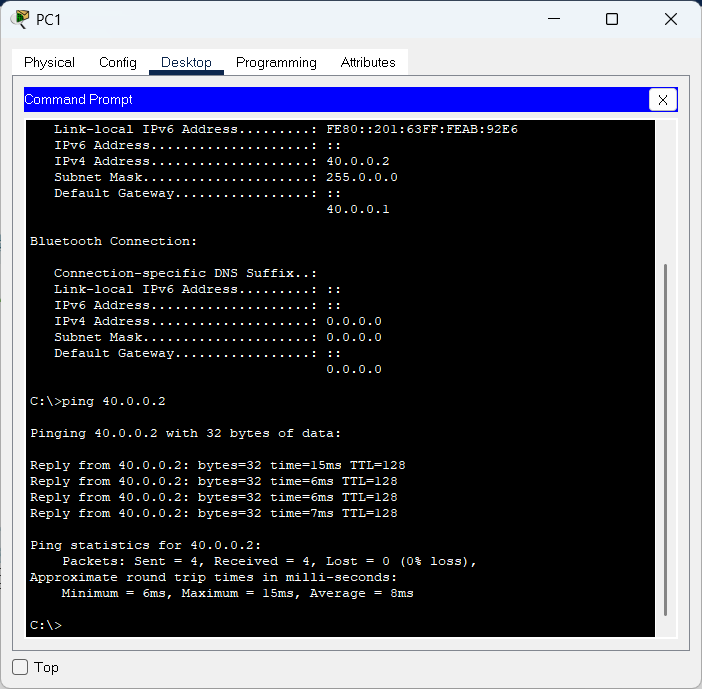 PC1
Physical Config Desktop Programming Attributes
Command Prompt
X
Link-local IPv6 Address.........: FE80::201:63FF:FEAB:92E6
IPv6 Address....................: ::
IPv4 Address....................: 40.0.0.2
Subnet Mask.....................: 255.0.0.0
Default Gateway.................: ::
40.0.0.1
Bluetooth Connection:
Connection-specific DNS Suffix..:
Link-local IPv6 Address.........: ::
IPv6 Address....................: ::
IPv4 Address....................: 0.0.0.0
Subnet Mask.....................: 0.0.0.0
Default Gateway.................: ::
0.0.0.0
C:\>ping 40.0.0.2
Pinging 40.0.0.2 with 32 bytes of data:
Reply from 40.0.0.2: bytes=32 time=15ms TTL=128
Reply from 40.0.0.2: bytes=32 time=6ms TTL=128
Reply from 40.0.0.2: bytes=32 time=6ms TTL=128
Reply from 40.0.0.2: bytes=32 time=7ms TTL=128
Ping statistics for 40.0.0.2:
Packets: Sent = 4, Received = 4, Lost = 0 (0% loss),
Approximate round trip times in milli-seconds:
Minimum = 6ms, Maximum = 15ms, Average = 8ms
C:\>
Top